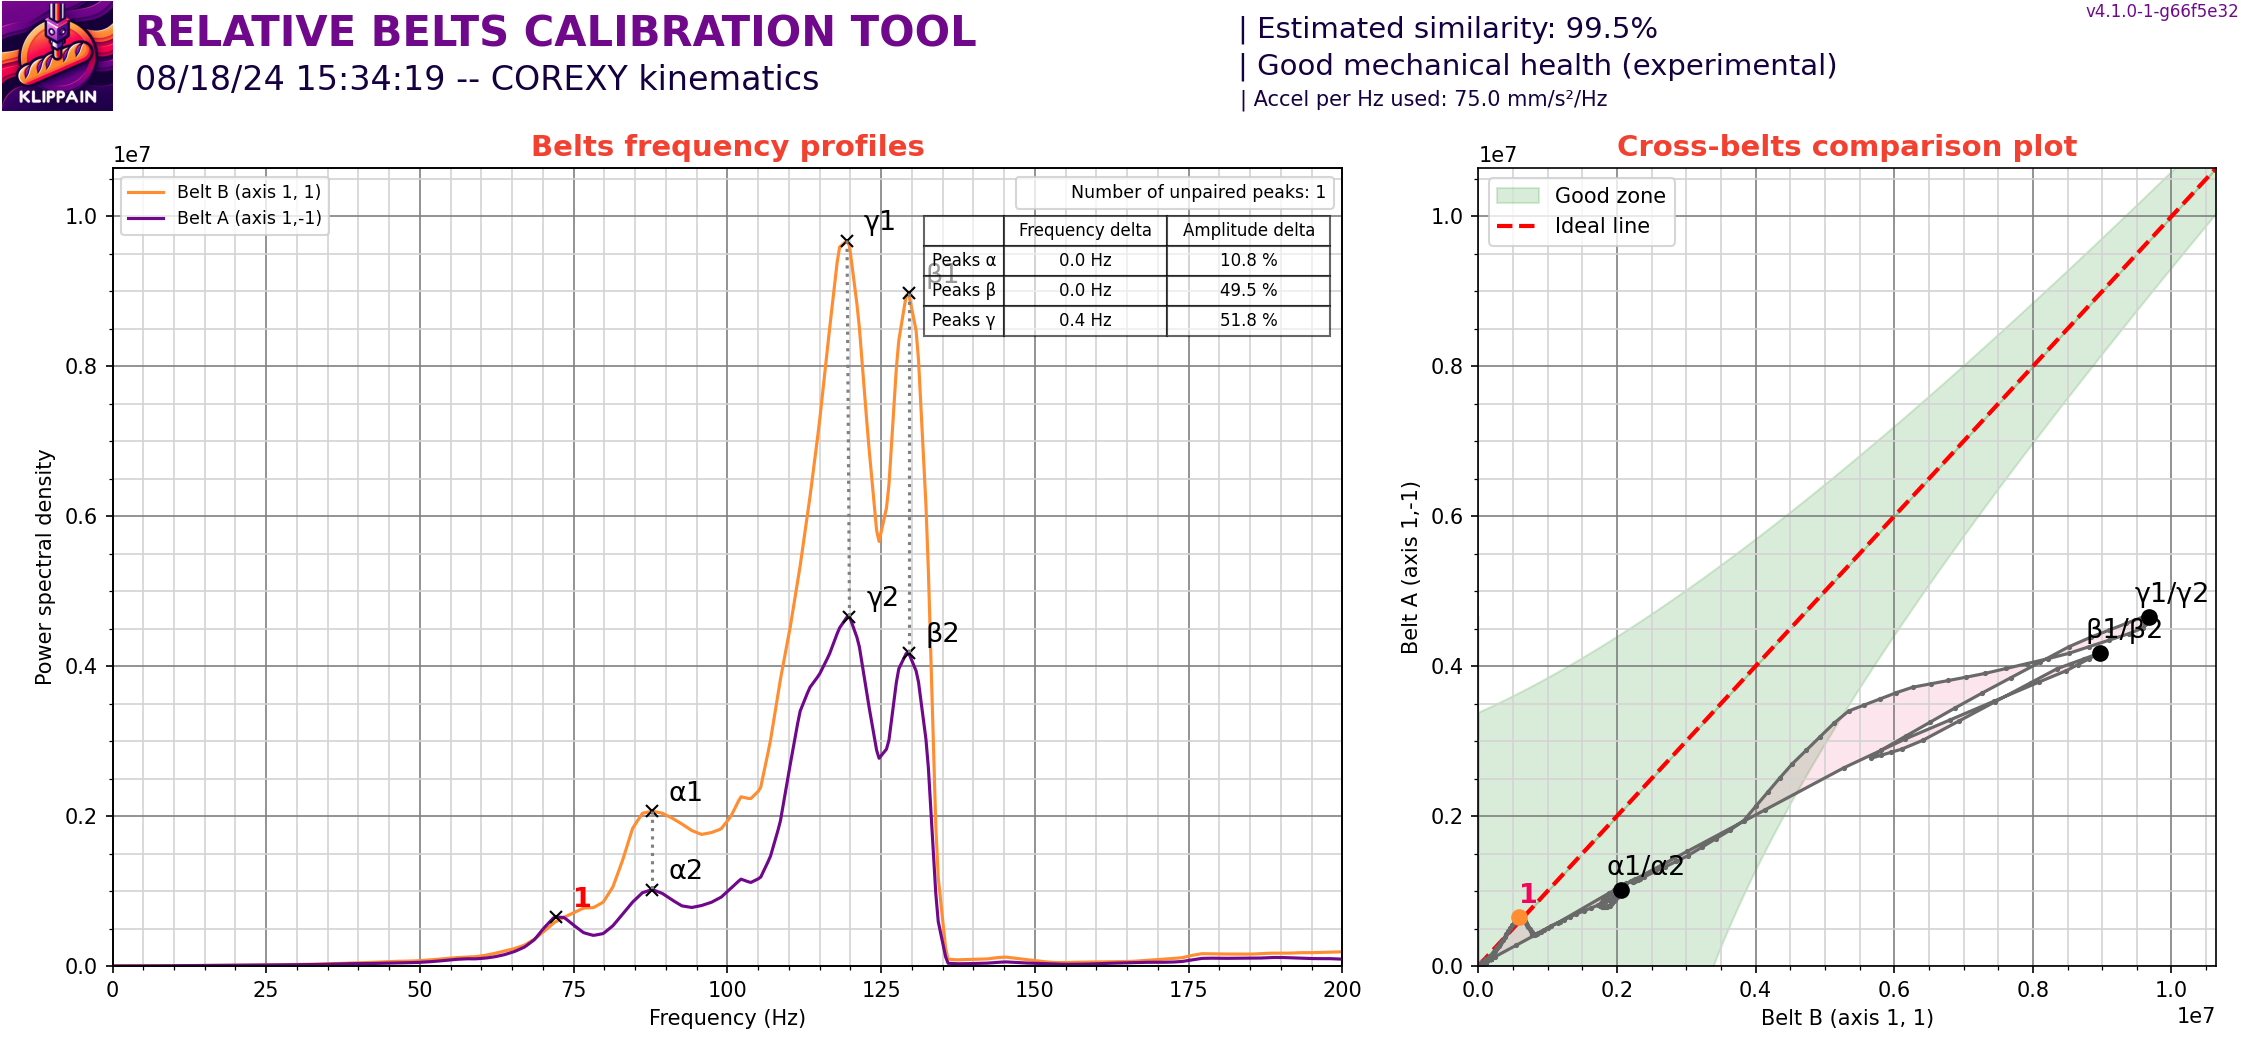 KLIPPAIN
RELATIVE BELTS CALIBRATION TOOL
08/18/24 15:34:19 -- COREXY kinematics
| Estimated similarity: 99.5%
| Good mechanical health (experimental)
| Accel per Hz used: 75.0 mm/s²/Hz
v4.1.0-1-g66f5e32
Belts frequency profiles
1e7
Belt B (axis 1, 1)
Belt A (axis 1,-1)
Number of unpaired peaks: 1
Frequency delta Amplitude delta
Peaks α 0.0 Hz 10.8 %
Peaks β 0.0 Hz 49.5 %
Peaks γ 0.4 Hz 51.8 %
γ1
β1
γ2
β2
α1
α2
1
1.0
0.8
0.6
0.4
0.2
0.0
Power spectral density
0 25 50 75 100 125 150 175 200
Frequency (Hz)
Cross-belts comparison plot
1e7
Good zone
Ideal line
γ1/γ2
β1/β2
α1/α2
1
1.0
0.8
0.6
0.4
0.2
0.0
Belt A (axis 1,-1)
0.0 0.2 0.4 0.6 0.8 1.0
1e7
Belt B (axis 1, 1)